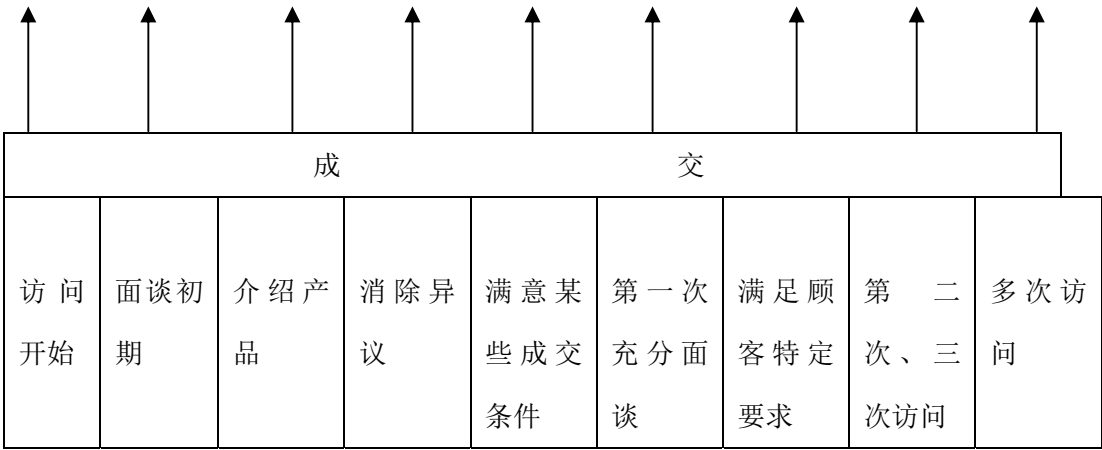 成 交
访问
开始
面谈初
期
介绍产
品
消除异
议
满意某
些成交
条件
第一次
充分面
谈
满足顾
客特定
要求
第二
次、三
次访问
多次访
问